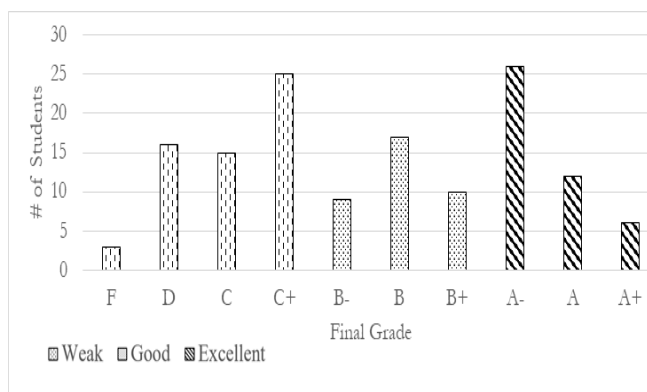 30
25
20
15
10
5
0
# of Students
F D C C+ B- B B+ A- A A+
Final Grade
Weak Good Excellent